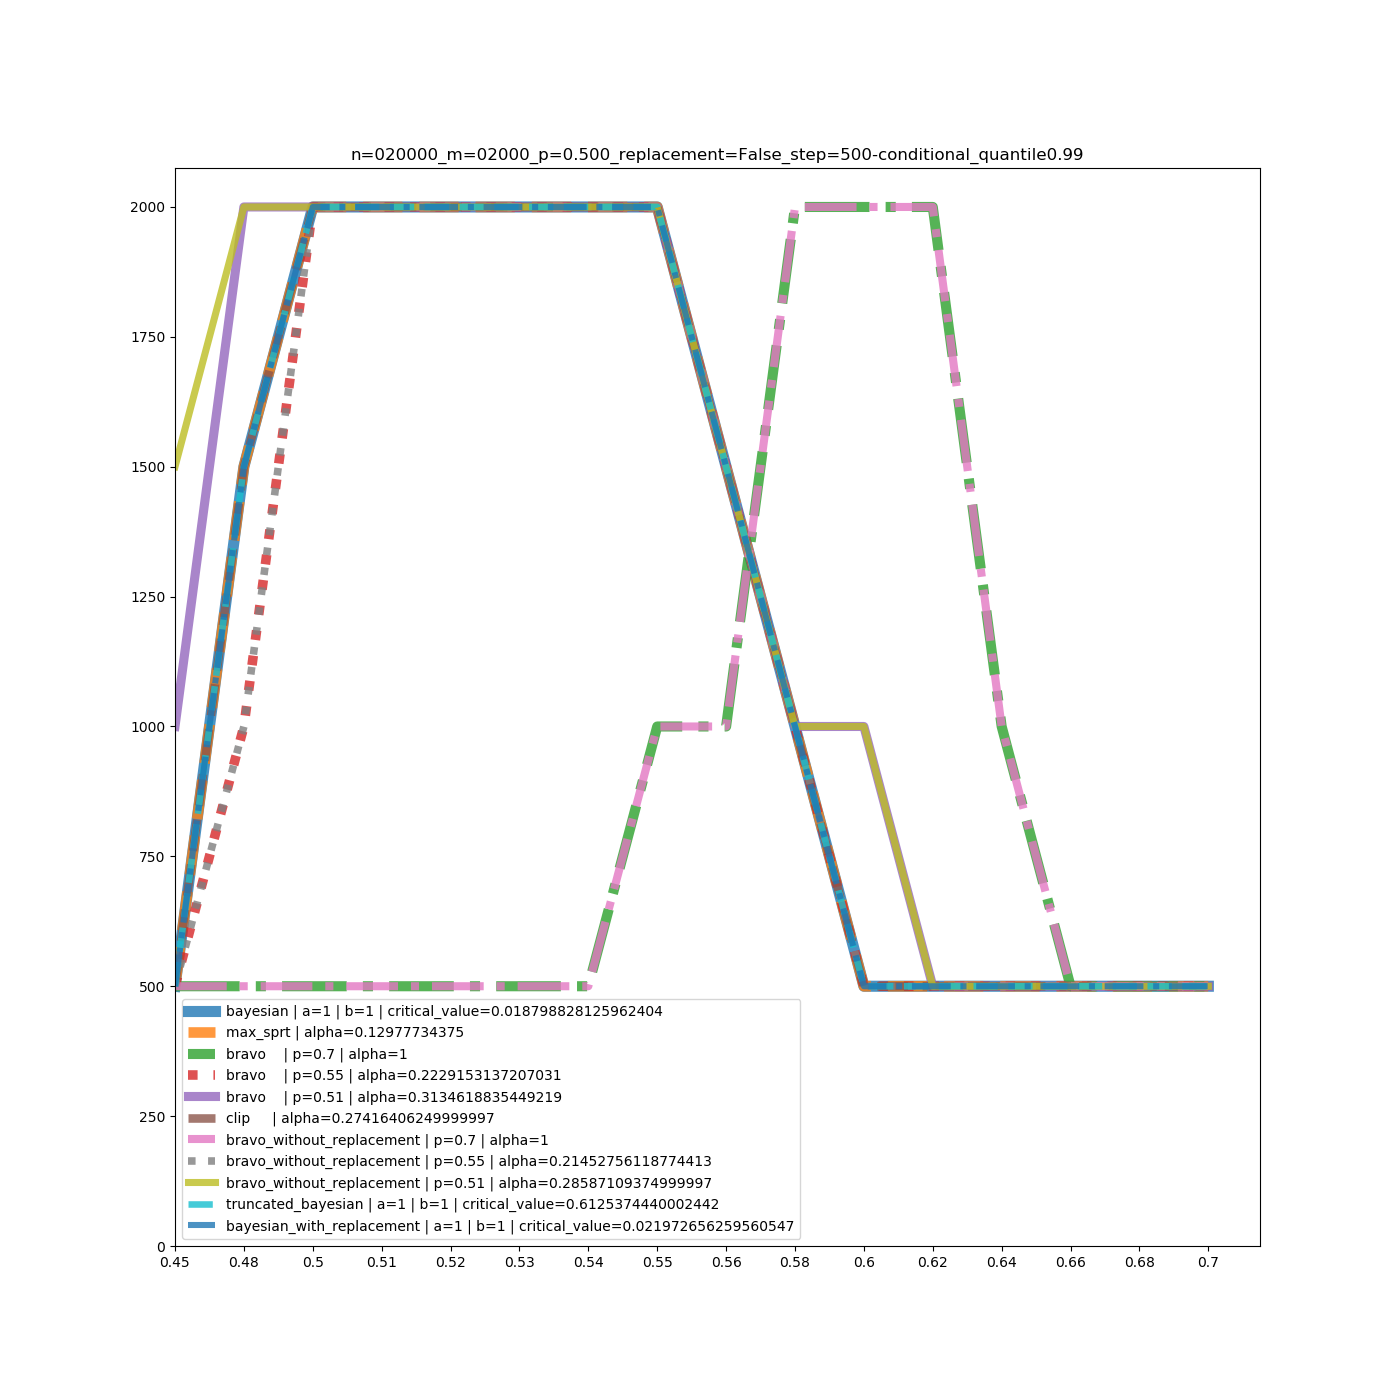 n=020000_m=02000_p=0.500_replacement=False_step=500-conditional_quantile0.99
2000
1750
1500
1250
1000
750
500
250
0
bayesian | a=1 | b=1 | critical_value=0.018798828125962404
max_sprt | alpha=0.12977734375
bravo | p=0.7 | alpha=1
bravo | p=0.55 | alpha=0.2229153137207031
bravo | p=0.51 | alpha=0.3134618835449219
clip | alpha=0.27416406249999997
bravo_without_replacement | p=0.7 | alpha=1
bravo_without_replacement | p=0.55 | alpha=0.21452756118774413
bravo_without_replacement | p=0.51 | alpha=0.28587109374999997
truncated_bayesian | a=1 | b=1 | critical_value=0.6125374440002442
bayesian_with_replacement | a=1 | b=1 | critical_value=0.021972656259560547
0.45 0.48 0.5 0.51 0.52 0.53 0.54 0.55 0.56 0.58 0.6 0.62 0.64 0.66 0.68 0.7